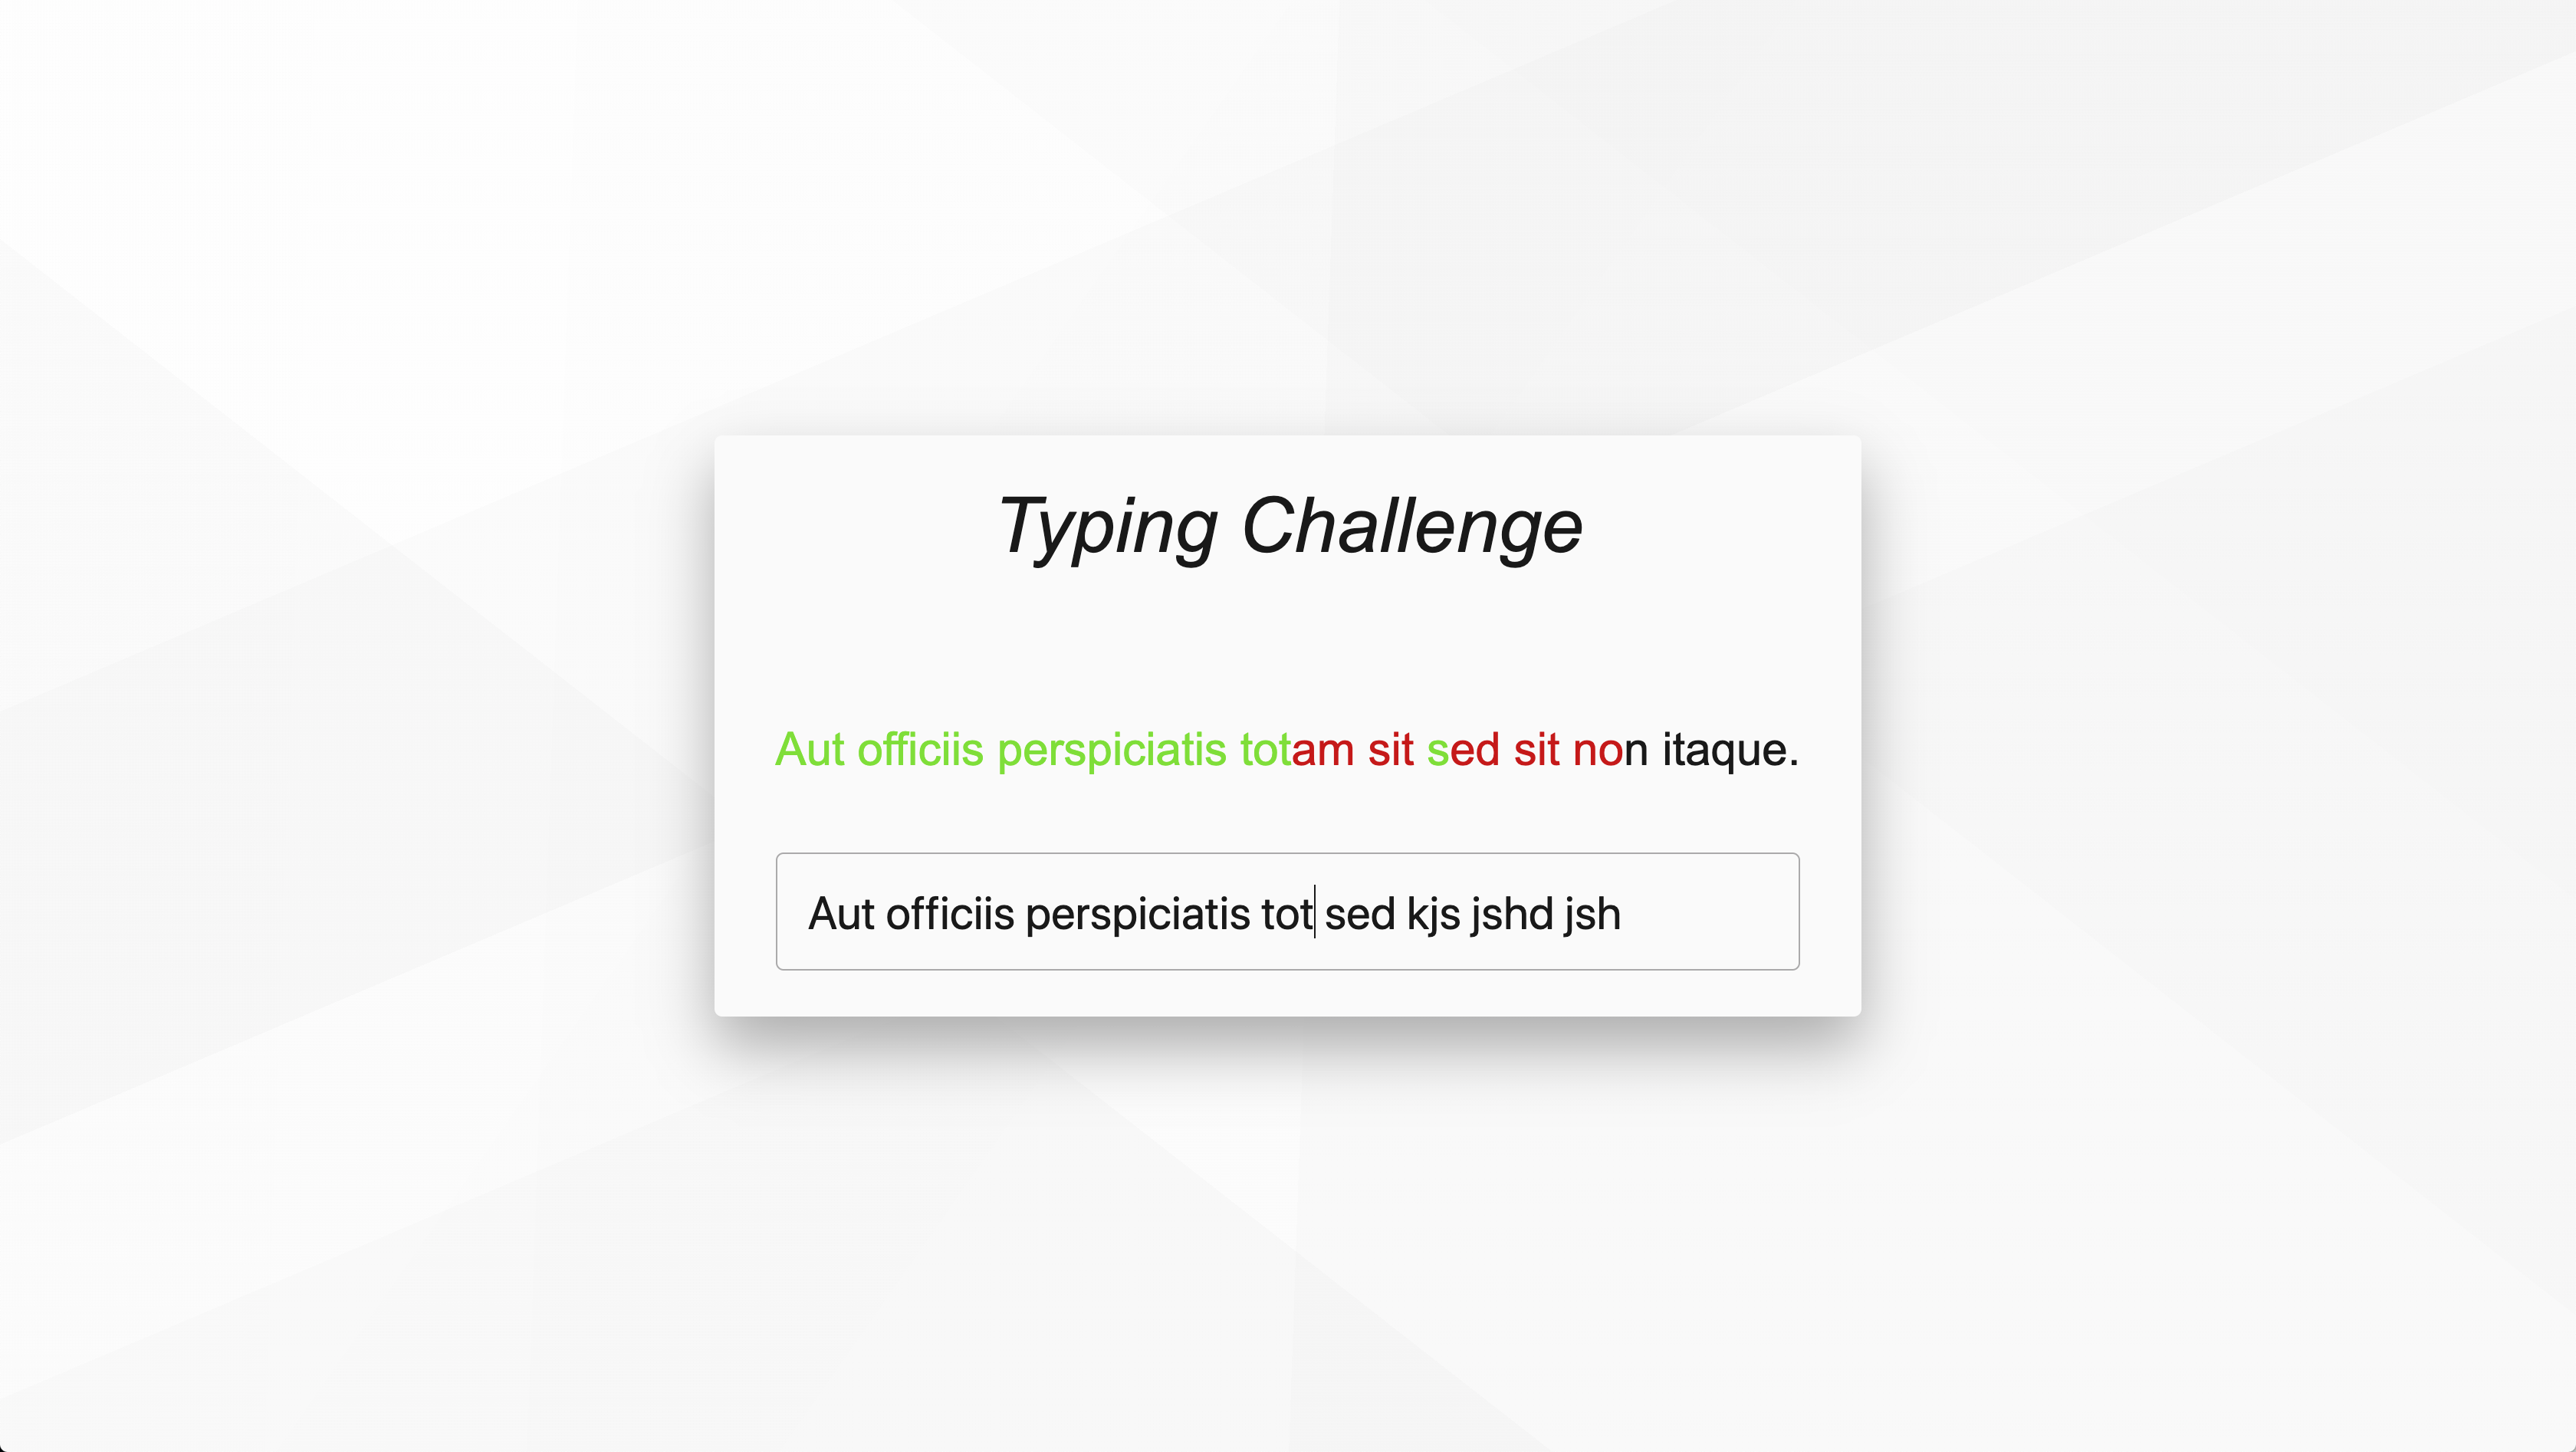 Typing Challenge
Aut officiis perspiciatis totam sit sed sit non itaque.
Aut officiis perspiciatis tot sed kjs jshd jsh